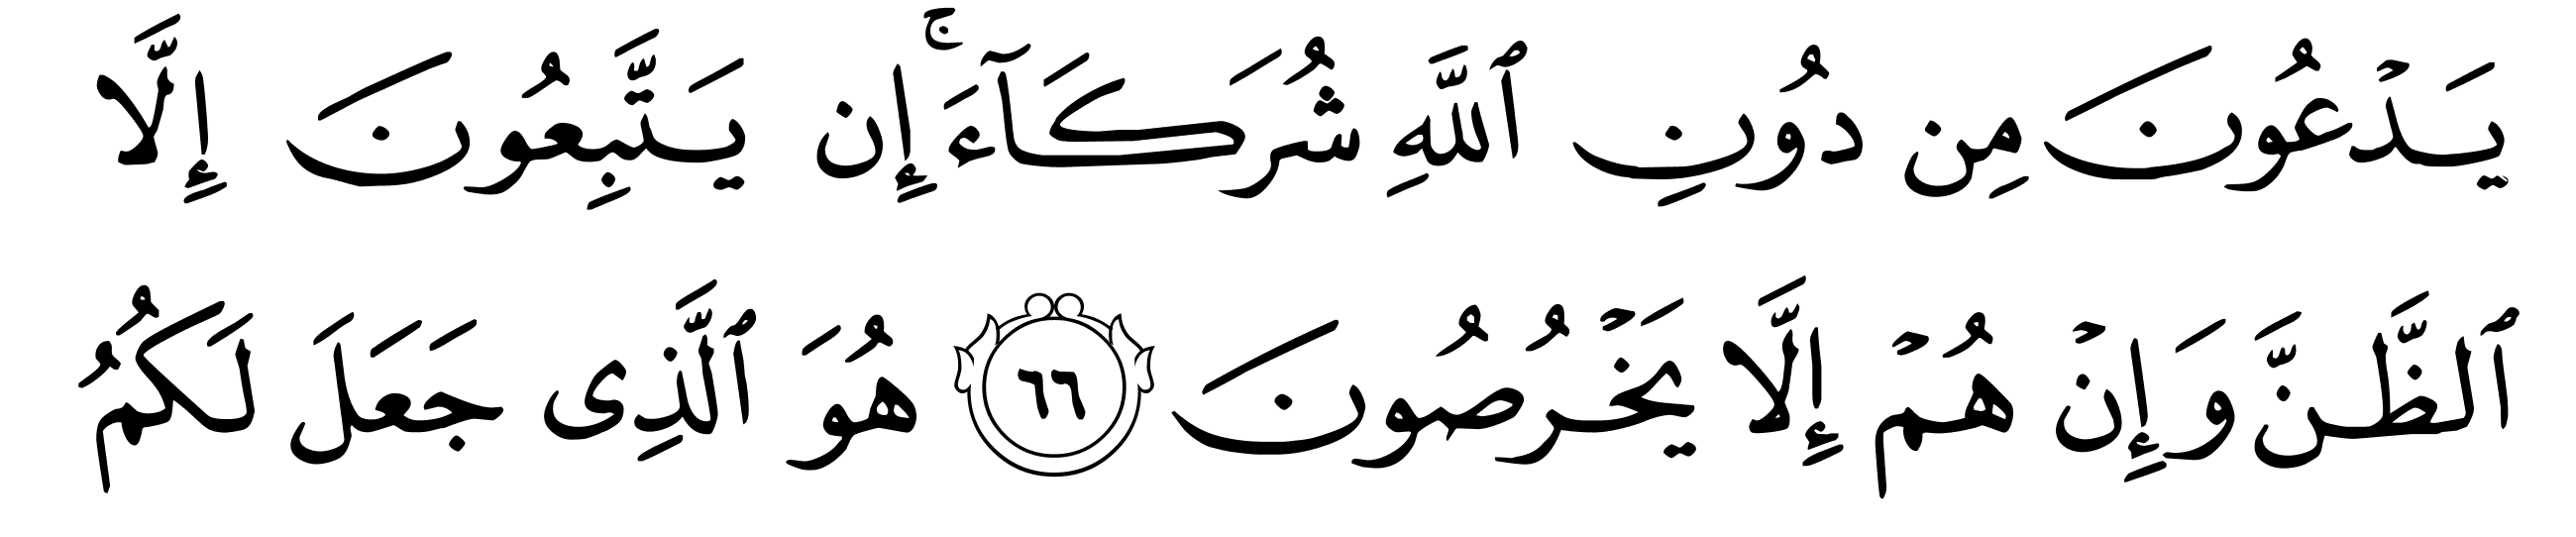 يَدۡعُونَ مِن دُونِ ٱللَّهِ شُرَكَآءَۚ إِن يَتَّبِعُونَ إِلَّا
ٱلظَّنَّ وَإِنۡ هُمۡ إِلَّا يَخۡرُصُونَ ٦٦ هُوَ ٱلَّذِى جَعَلَ لَكُمُ